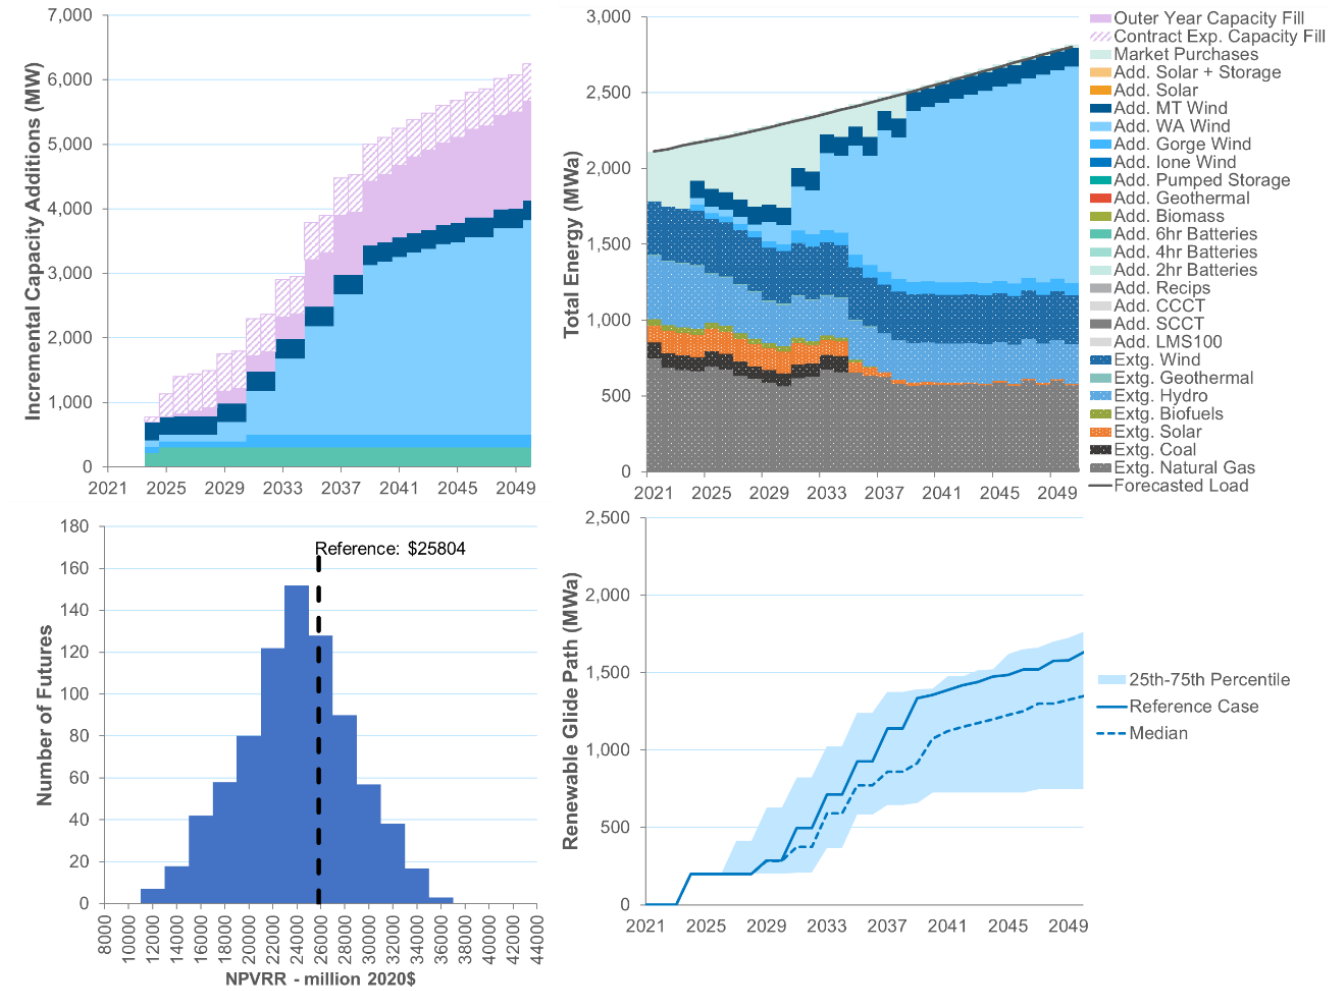 7,000
6,000
5,000
4,000
3,000
2,000
1,000
0
Incremental Capacity Additions (MW)
2021 2025 2029 2033 2037 2041 2045 2049
3,000
2,500
2,000
1,500
1,000
500
0
Total Energy (MWa)
2021 2025 2029 2033 2037 2041 2045 2049
Outer Year Capacity Fill
Contract Exp. Capacity Fill
Market Purchases
Add. Solar + Storage
Add. Solar
Add. MT Wind
Add. WA Wind
Add. Gorge Wind
Add. Ione Wind
Add. Pumped Storage
Add. Geothermal
Add. Biomass
Add. 6hr Batteries
Add. 4hr Batteries
Add. 2hr Batteries
Add. Recips
Add. CCCT
Add. SCCT
Add. LMS100
Extg. Wind
Extg. Geothermal
Extg. Hydro
Extg. Biofuels
Extg. Solar
Extg. Coal
Extg. Natural Gas
Forecasted Load
180
160
140
120
100
80
60
40
20
0
Number of Futures
Reference: $25804
8000 10000 12000 14000 16000 18000 20000 22000 24000 26000 28000 30000 32000 34000 36000 38000 40000 42000 44000
NPVRR - million 2020$
2,500
2,000
1,500
1,000
500
0
Renewable Glide Path (MWa)
2021 2025 2029 2033 2037 2041 2045 2049
25th-75th Percentile
Reference Case
Median